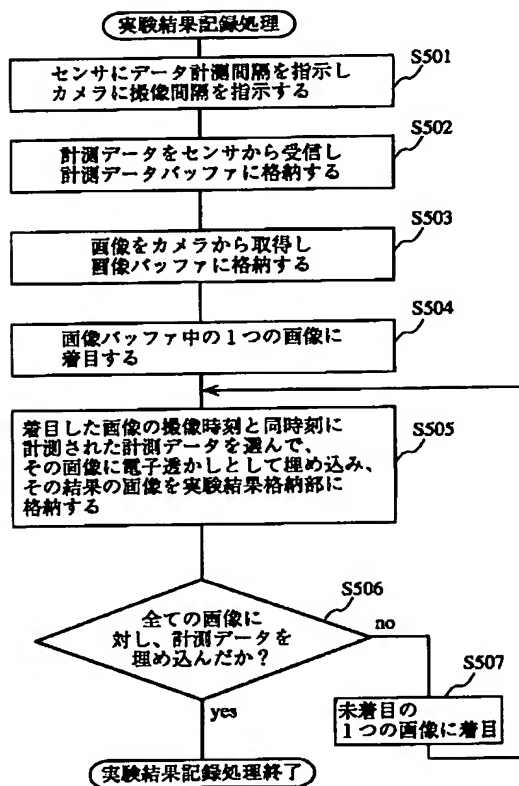 実験結果記録処理
S501
センサにデータ計測間隔を指示し
カメラに撮像間隔を指示する
S502
計測データをセンサから受信し
計測データバッファに格納する
S503
画像をカメラから取得し
画像バッファに格納する
S504
画像バッファ中の1つの画像に
着目する
S505
着目した画像の撮像時刻と同時刻に
計測された計測データを選んで、
その画像に電子透かしとして埋め込み、
その結果の画像を実験結果格納部に
格納する
S506
全ての画像に
対し、計測データを
埋め込んだか?
no
S507
未着目の
1つの画像に着目
yes
実験結果記録処理終了